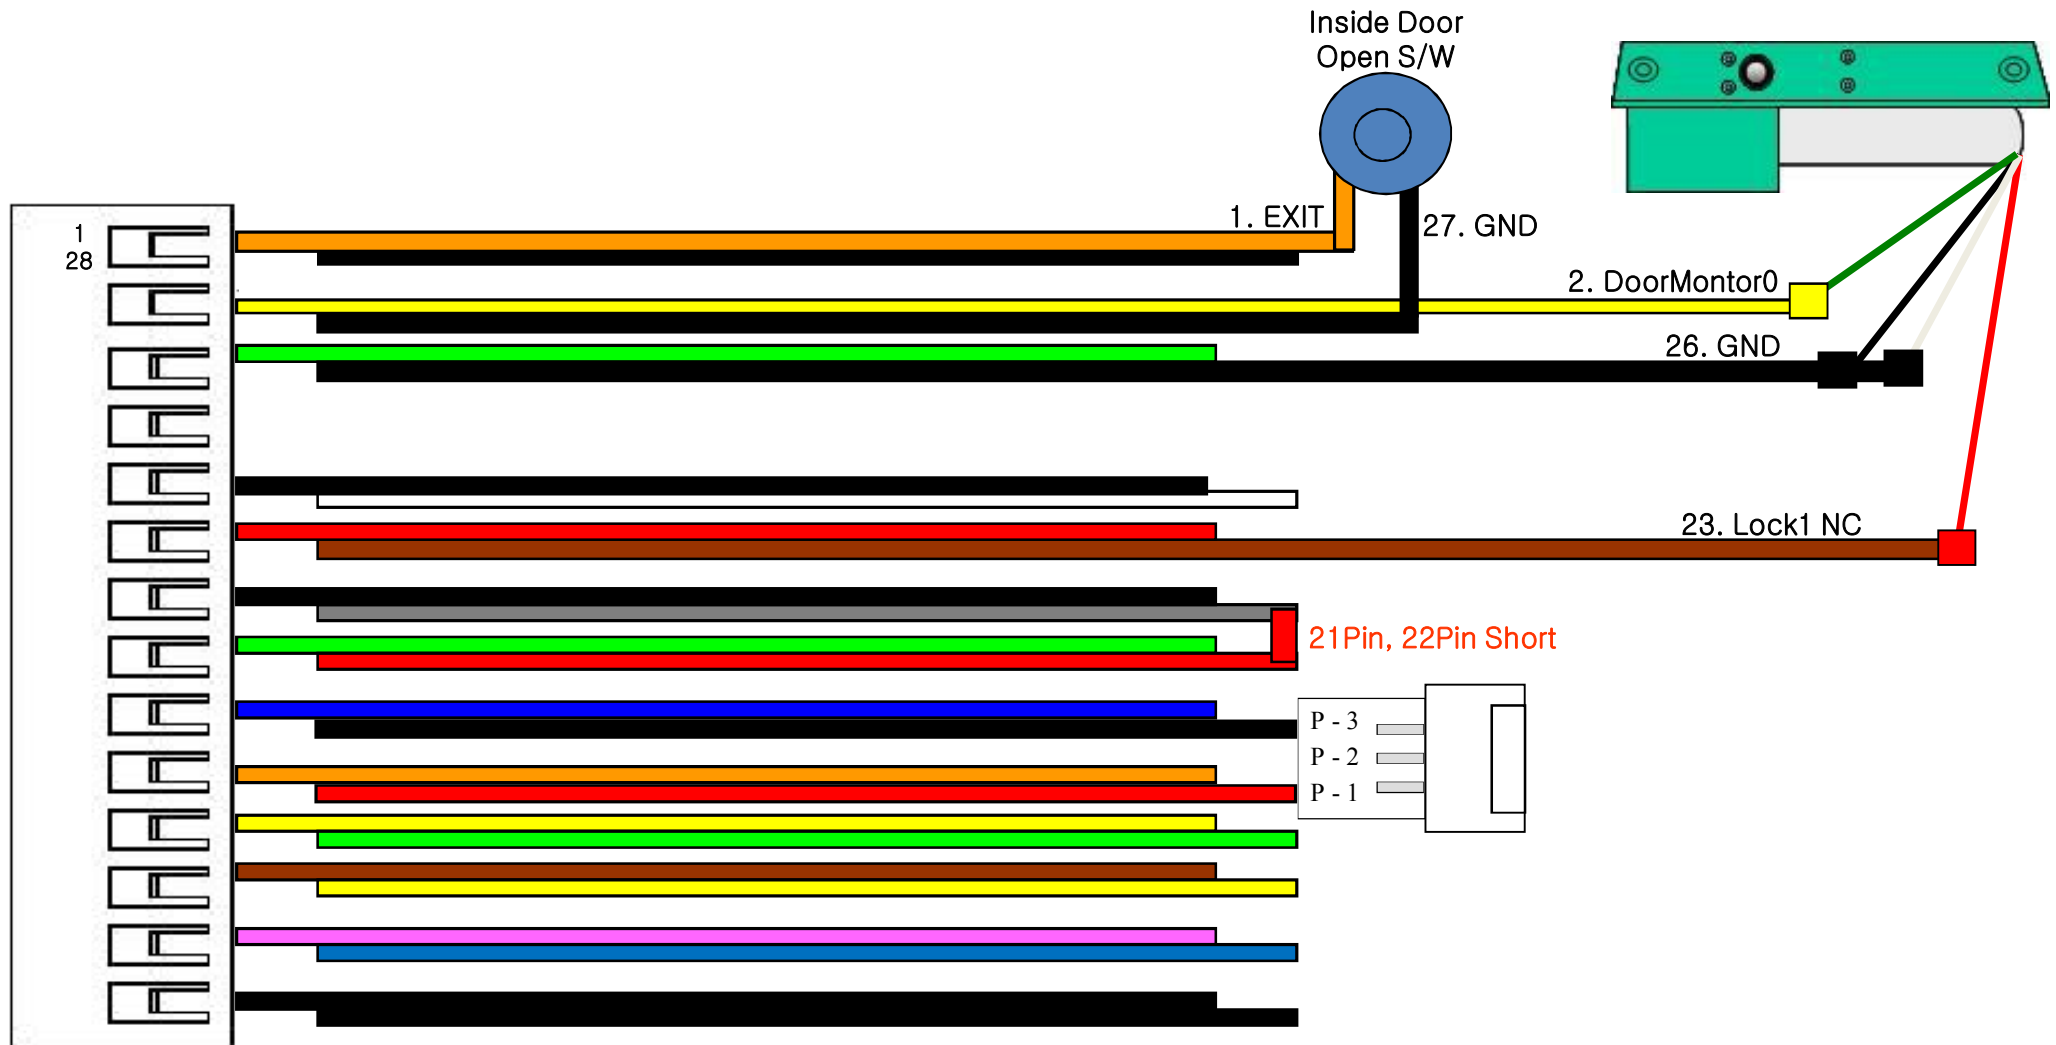 Inside Door
Open S/W
1. EXIT
27. GND
1
28
2. DoorMontor0
26. GND
23. Lock1 NC
21Pin, 22Pin Short
P - 3
P - 2
P - 1